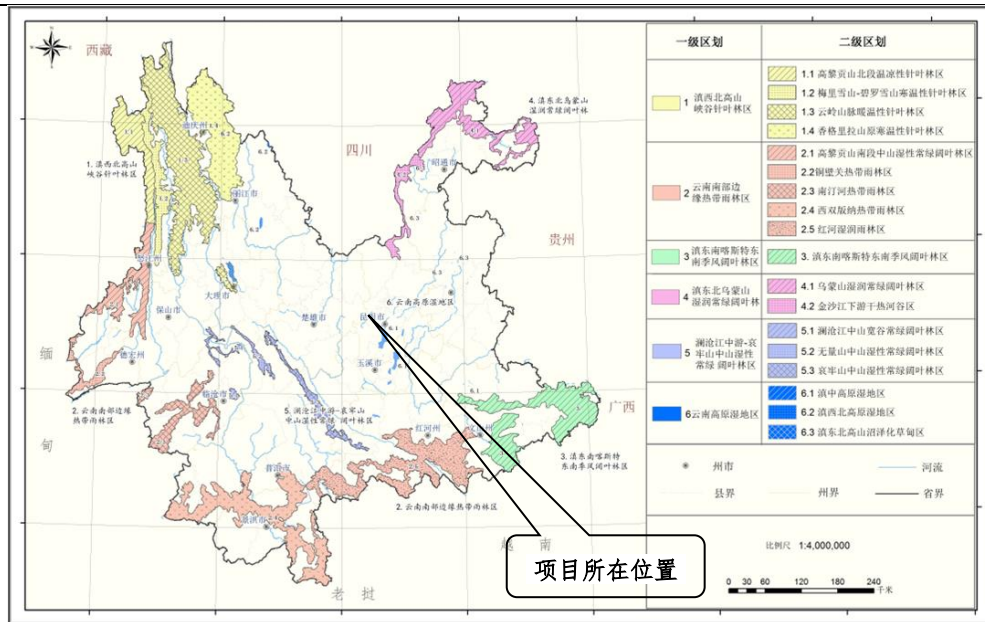 西藏
四川
贵州
广西
缅
甸
越 南
老 挝
迪庆州
丽江市
怒江州
大理市
保山市
德宏州
临沧市
楚雄市
昆明市
玉溪市
昭通市
红河州
文山州
普洱市
景洪市
1. 滇西北高山
峡谷针叶林区
4. 滇东北乌蒙山
湿润常绿阔叶林
6. 云南高原湿地区
2. 云南南部边缘
热带雨林区
5. 澜沧江中游-哀牢山
中山湿性常绿 阔叶林区
3. 滇东南喀斯特
东南季风阔叶林区
2. 云南南部边缘热带雨林区
项目所在位置
一级区划
二级区划
1 滇西北高山
峡谷针叶林区
1.1 高黎贡山北段温凉性针叶林区
1.2 梅里雪山-碧罗雪山寒温性针叶林区
1.3 云岭山脉暖温性针叶林区
1.4 香格里拉山原寒温性针叶林区
2 云南南部边
缘热带雨林区
2.1 高黎贡山南段中山湿性常绿阔叶林区
2.2铜壁关热带雨林区
2.3 南汀河热带雨林区
2.4 西双版纳热带雨林区
2.5 红河湿润雨林区
3 滇东南喀斯特东
南季风阔叶林区
3. 滇东南喀斯特东南季风阔叶林区
4 滇东北乌蒙山
湿润常绿阔叶林
4.1 乌蒙山湿润常绿阔叶林区
4.2 金沙江下游干热河谷区
5 澜沧江中游-哀
牢山中山湿性
常绿 阔叶林区
5.1 澜沧江中山宽谷常绿阔叶林区
5.2 无量山中山湿性常绿阔叶林区
5.3 哀牢山中山湿性常绿阔叶林区
6云南高原湿地区
6.1 滇中高原湿地区
6.2 滇西北高原湿地区
6.3 滇东北高山沼泽化草甸区
州市
河流
县界
州界
省界
比例尺 1:4,000,000
0 30 60 120 180 240
千米